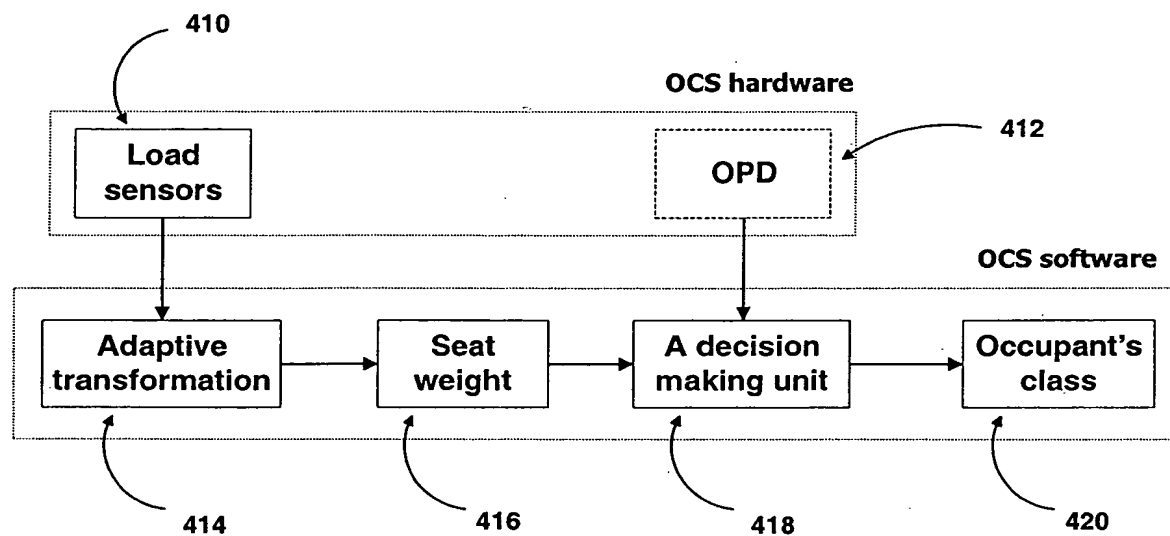 410
OCS hardware
Load
sensors
OPD
412
OCS software
Adaptive
transformation
Seat
weight
A decision
making unit
Occupant's
class
414
416
418
420